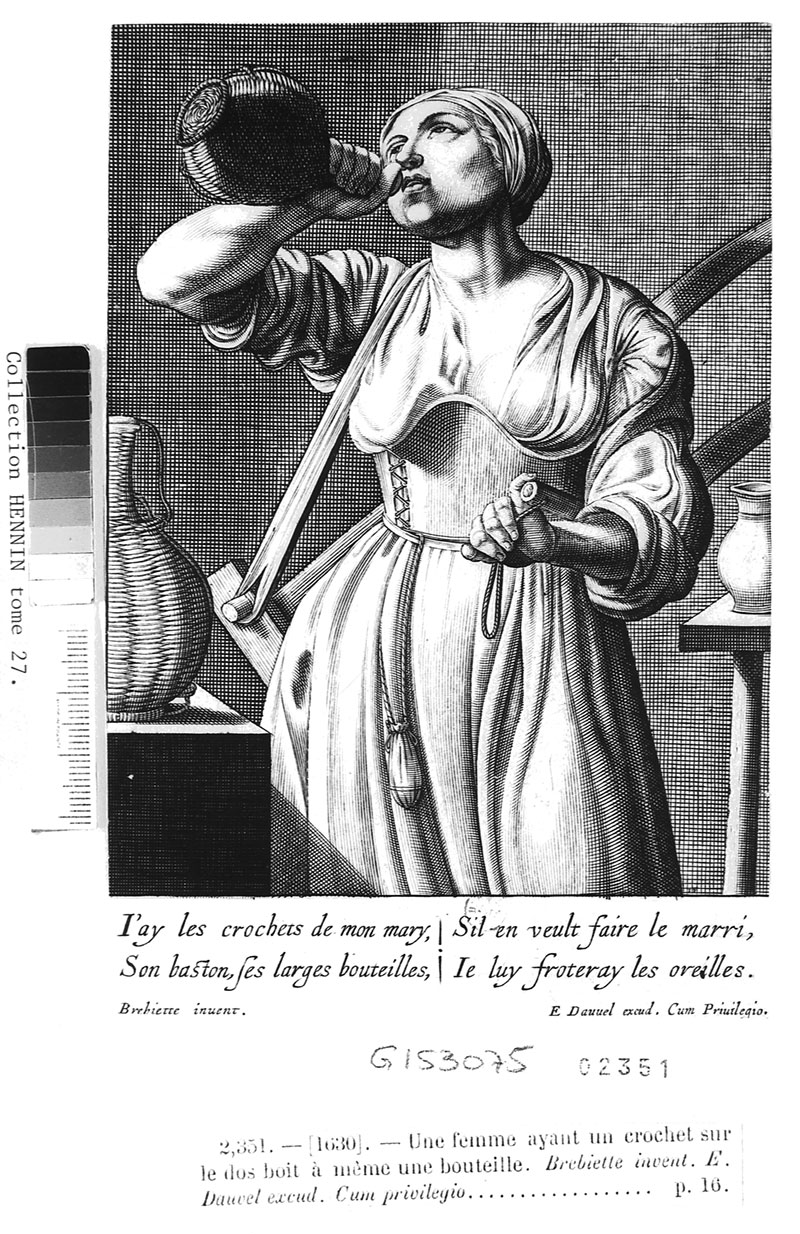 Collection HENNIN tome 27.
I'ay les crochets de mon mary, | Sil en veult faire le marri,
Son baston, ses larges bouteilles, | Ie luy froteray les oreilles.
Brebiette inuent.
E Dauuel excud. Cum Priuilegio.
G153075
02351
2,351. — [1630]. — Une femme ayant un crochet sur
le dos boit à même une bouteille. Brebiette invent. E.
Dauvel excud. Cum privilegio.................. p. 16.